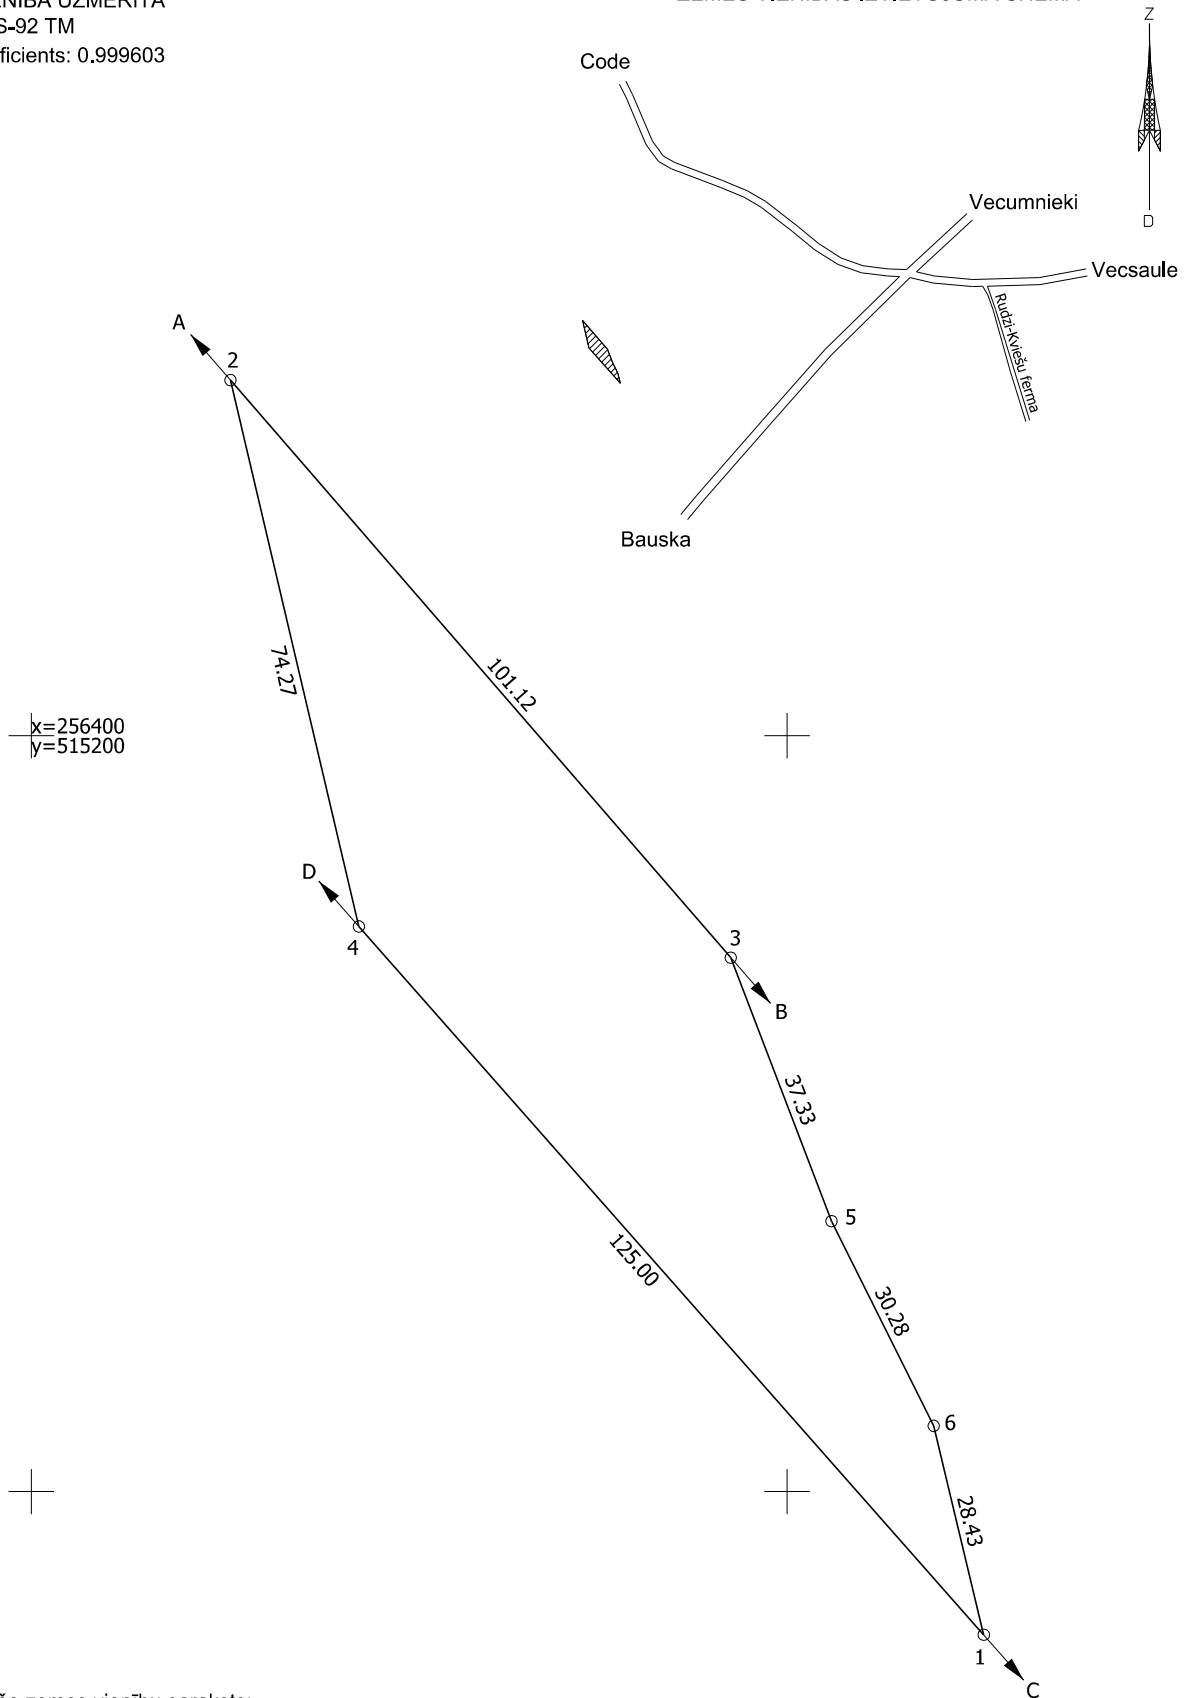 UZMĒRĪTA
S-92 TM
ficients: 0.999603
Z
Code
Vecumnieki
D
Vecsaule
Rudzi-Kviešu ferma
A
2
Bauska
74.27
101.12
x=256400
y=515200
D
4
3
B
37.33
5
125.00
30.28
6
28.43
1
C